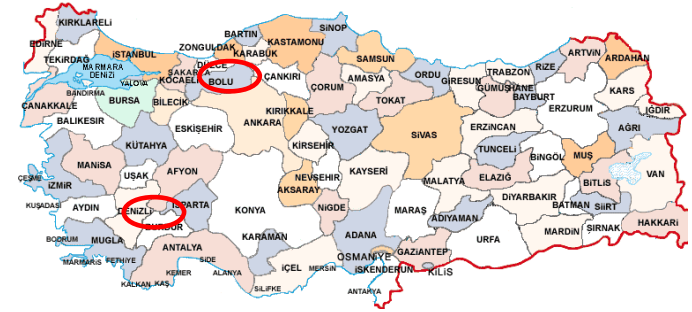 KIRKLARELİ
EDİRNE
TEKİRDAĞ
İSTANBUL
MARMARA
DENİZİ
YALOVA
BANDIRMA
KOCAELİ
SAKARYA
DÜZCE
BOLU
ZONGULDAK
BARTIN
KARABÜK
KASTAMONU
SİNOP
ÇANKIRI
SAMSUN
AMASYA
ÇORUM
TOKAT
ORDU
GİRESUN
TRABZON
GÜMÜŞHANE
BAYBURT
RİZE
ARTVİN
ARDAHAN
KARS
IĞDIR
AĞRI
ERZURUM
ERZİNCAN
ÇANAKKALE
BURSA
BİLECİK
BALIKESIR
ESKİŞEHİR
ANKARA
KIRIKKALE
YOZGAT
SİVAS
KÜTAHYA
MANİSA
UŞAK
AFYON
KIRŞEHİR
NEVŞEHİR
AKSARAY
KAYSERİ
MALATYA
TUNCELİ
ELAZIĞ
BİNGÖL
MUŞ
BİTLİS
VAN
ÇEŞME
İZMİR
KUŞADASI
AYDIN
DENİZLİ
ISPARTA
BURDUR
KONYA
NİGDE
MARAŞ
ADIYAMAN
DIYARBAKIR
BATMAN
SİİRT
HAKKARİ
ŞIRNAK
MARDİN
URFA
BODRUM
MUGLA
MARMARİS
FETHİYE
KALKAN
KAŞ
ANTALYA
KEMER
SİDE
ALANYA
KARAMAN
İÇEL
MERSIN
SİLİFKE
ADANA
OSMANİYE
İSKENDERUN
ANTAKYA
GAZİANTEP
KİLİS